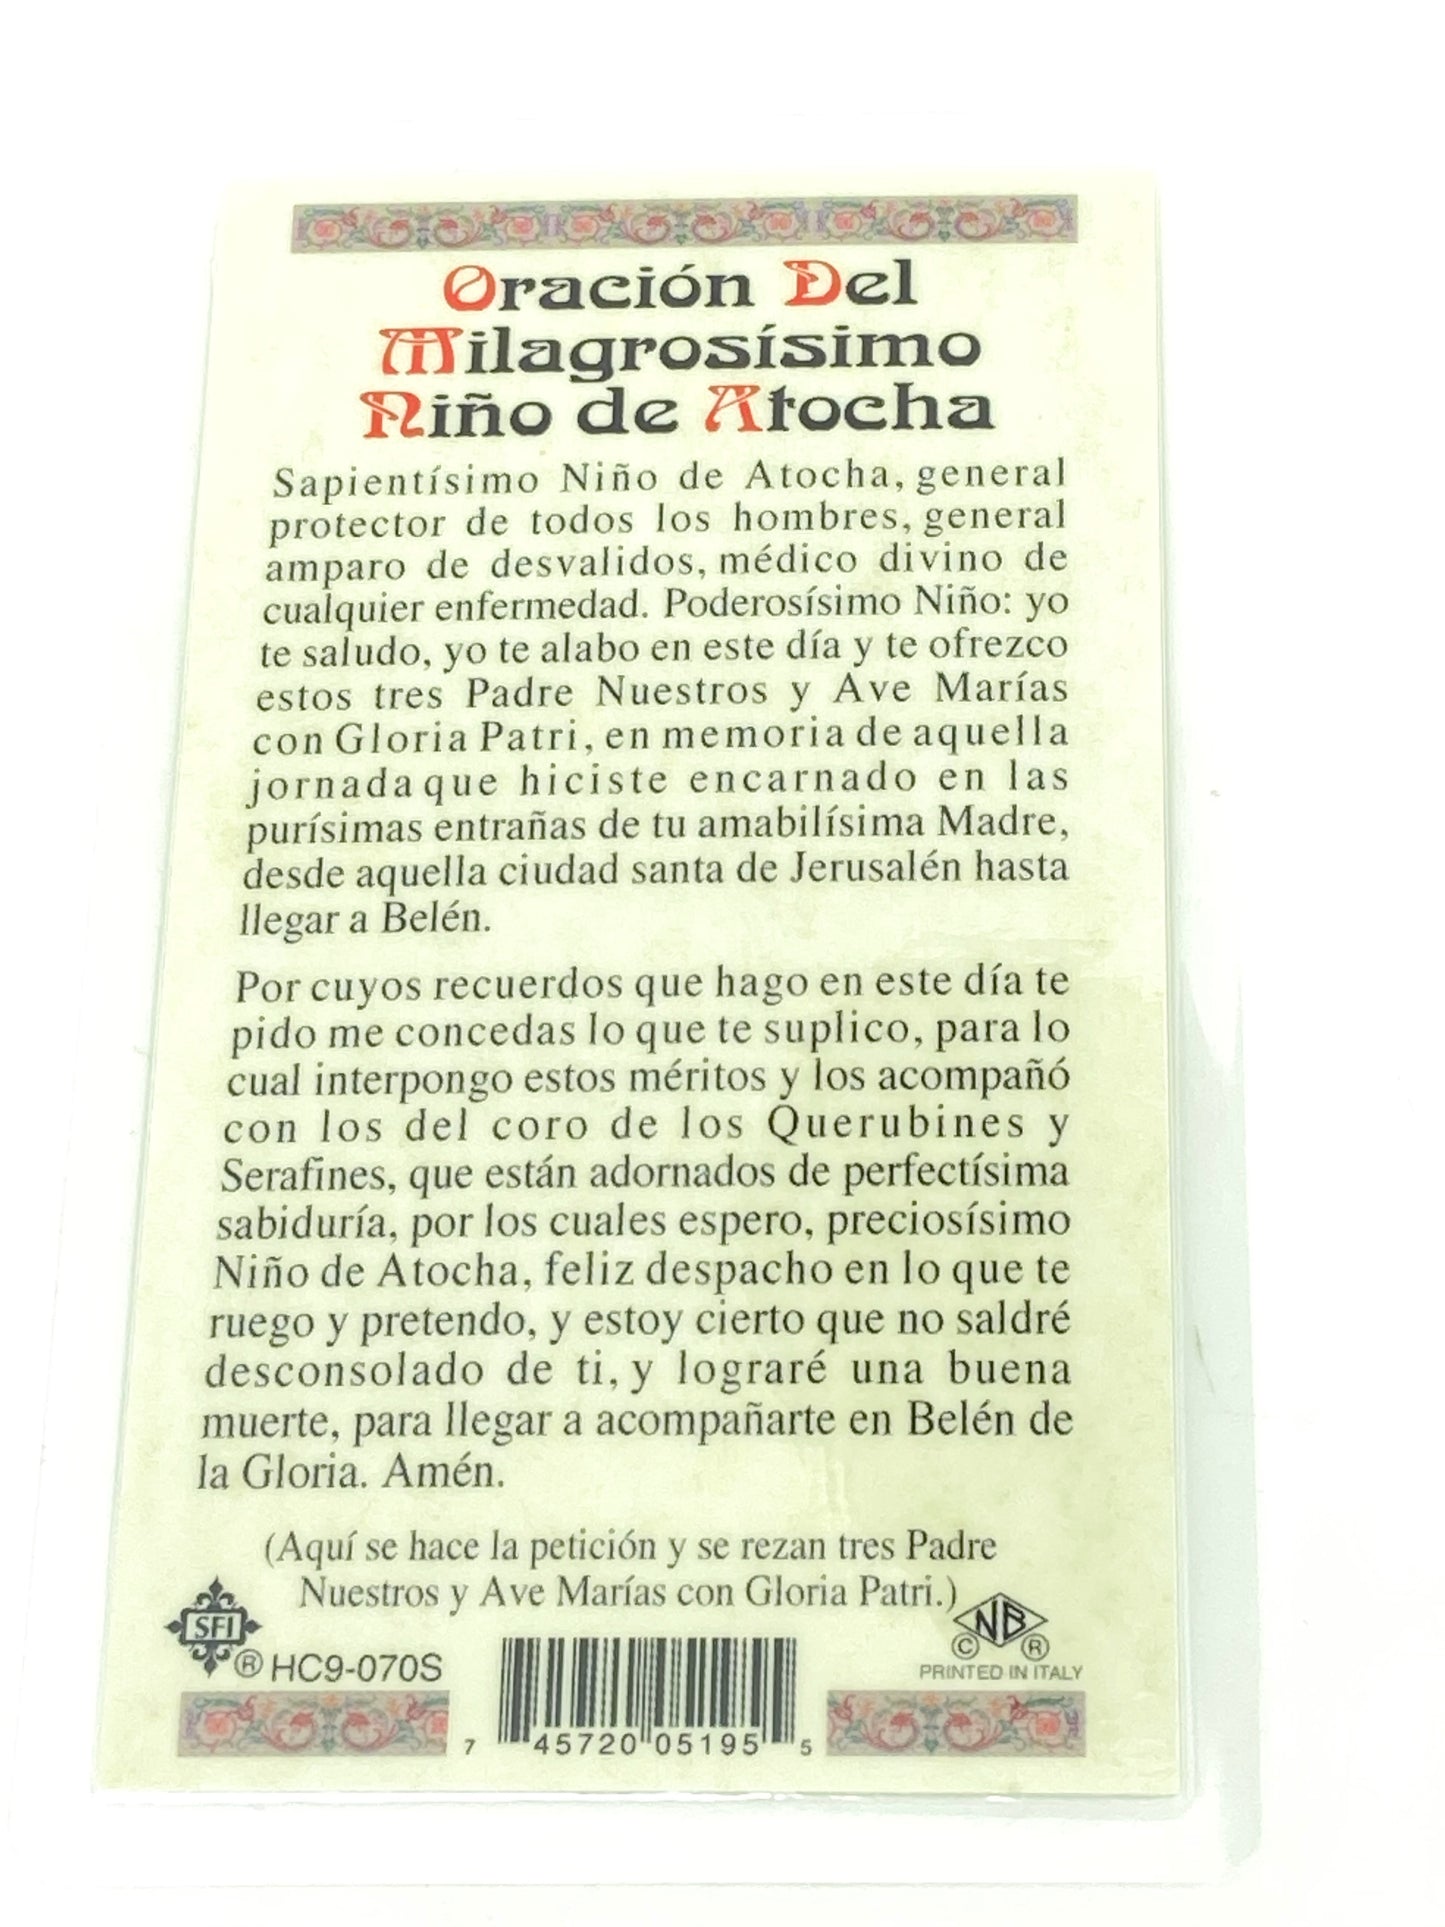 Oración Del
Milagrosísimo
Niño de Atocha
Sapientísimo Niño de Atocha, general
protector de todos los hombres, general
amparo de desvalidos, médico divino de
cualquier enfermedad. Poderosísimo Niño: yo
te saludo, yo te alabo en este día y te ofrezco
estos tres Padre Nuestros y Ave Marías
con Gloria Patri, en memoria de aquella
jornada que hiciste encarnado en las
purísimas entrañas de tu amabilísima Madre,
desde aquella ciudad santa de Jerusalén hasta
llegar a Belén.
Por cuyos recuerdos que hago en este día te
pido me concedas lo que te suplico, para lo
cual interpongo estos méritos y los acompañó
con los del coro de los Querubines y
Serafines, que están adornados de perfectísima
sabiduría, por los cuales espero, preciosísimo
Niño de Atocha, feliz despacho en lo que te
ruego y pretendo, y estoy cierto que no saldré
desconsolado de ti, y lograré una buena
muerte, para llegar a acompañarte en Belén de
la Gloria. Amén.
(Aquí se hace la petición y se rezan tres Padre
Nuestros y Ave Marías con Gloria Patri.)
SFI
® HC9-070S
NB
© ®
PRINTED IN ITALY
7 45720 05195 5